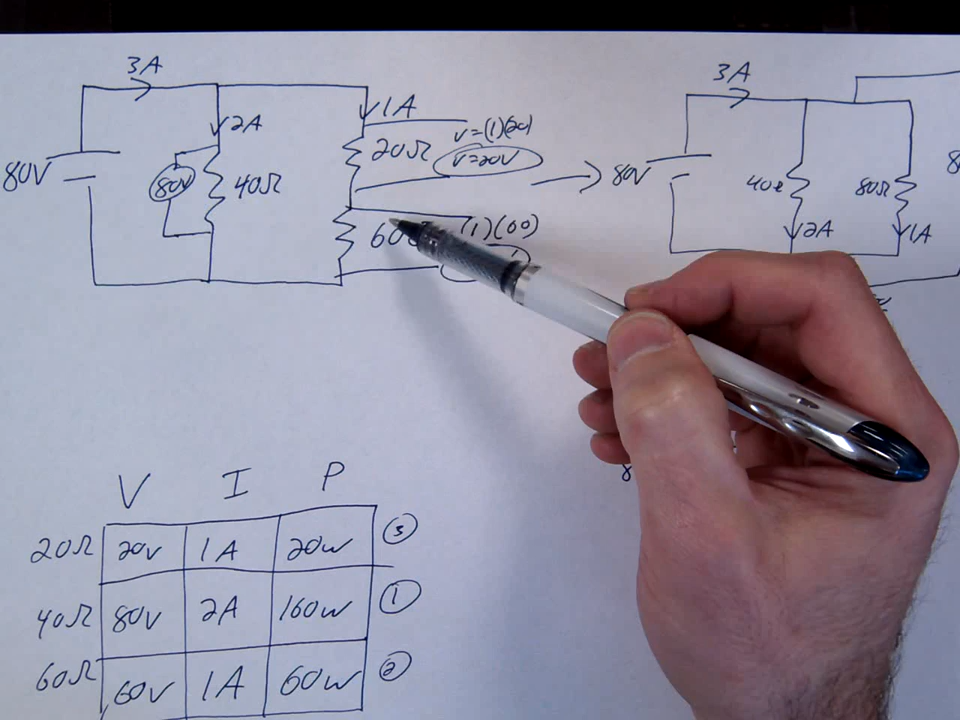 3A
1A
2A
80V
80V
40Ω
20Ω
V=(1)(20)
V=20V
(1)(60)
3A
80V
40Ω
80Ω
2A
1A
V I P
20Ω 20V 1A 20W ③
40Ω 80V 2A 160W ①
60Ω 60V 1A 60W ②